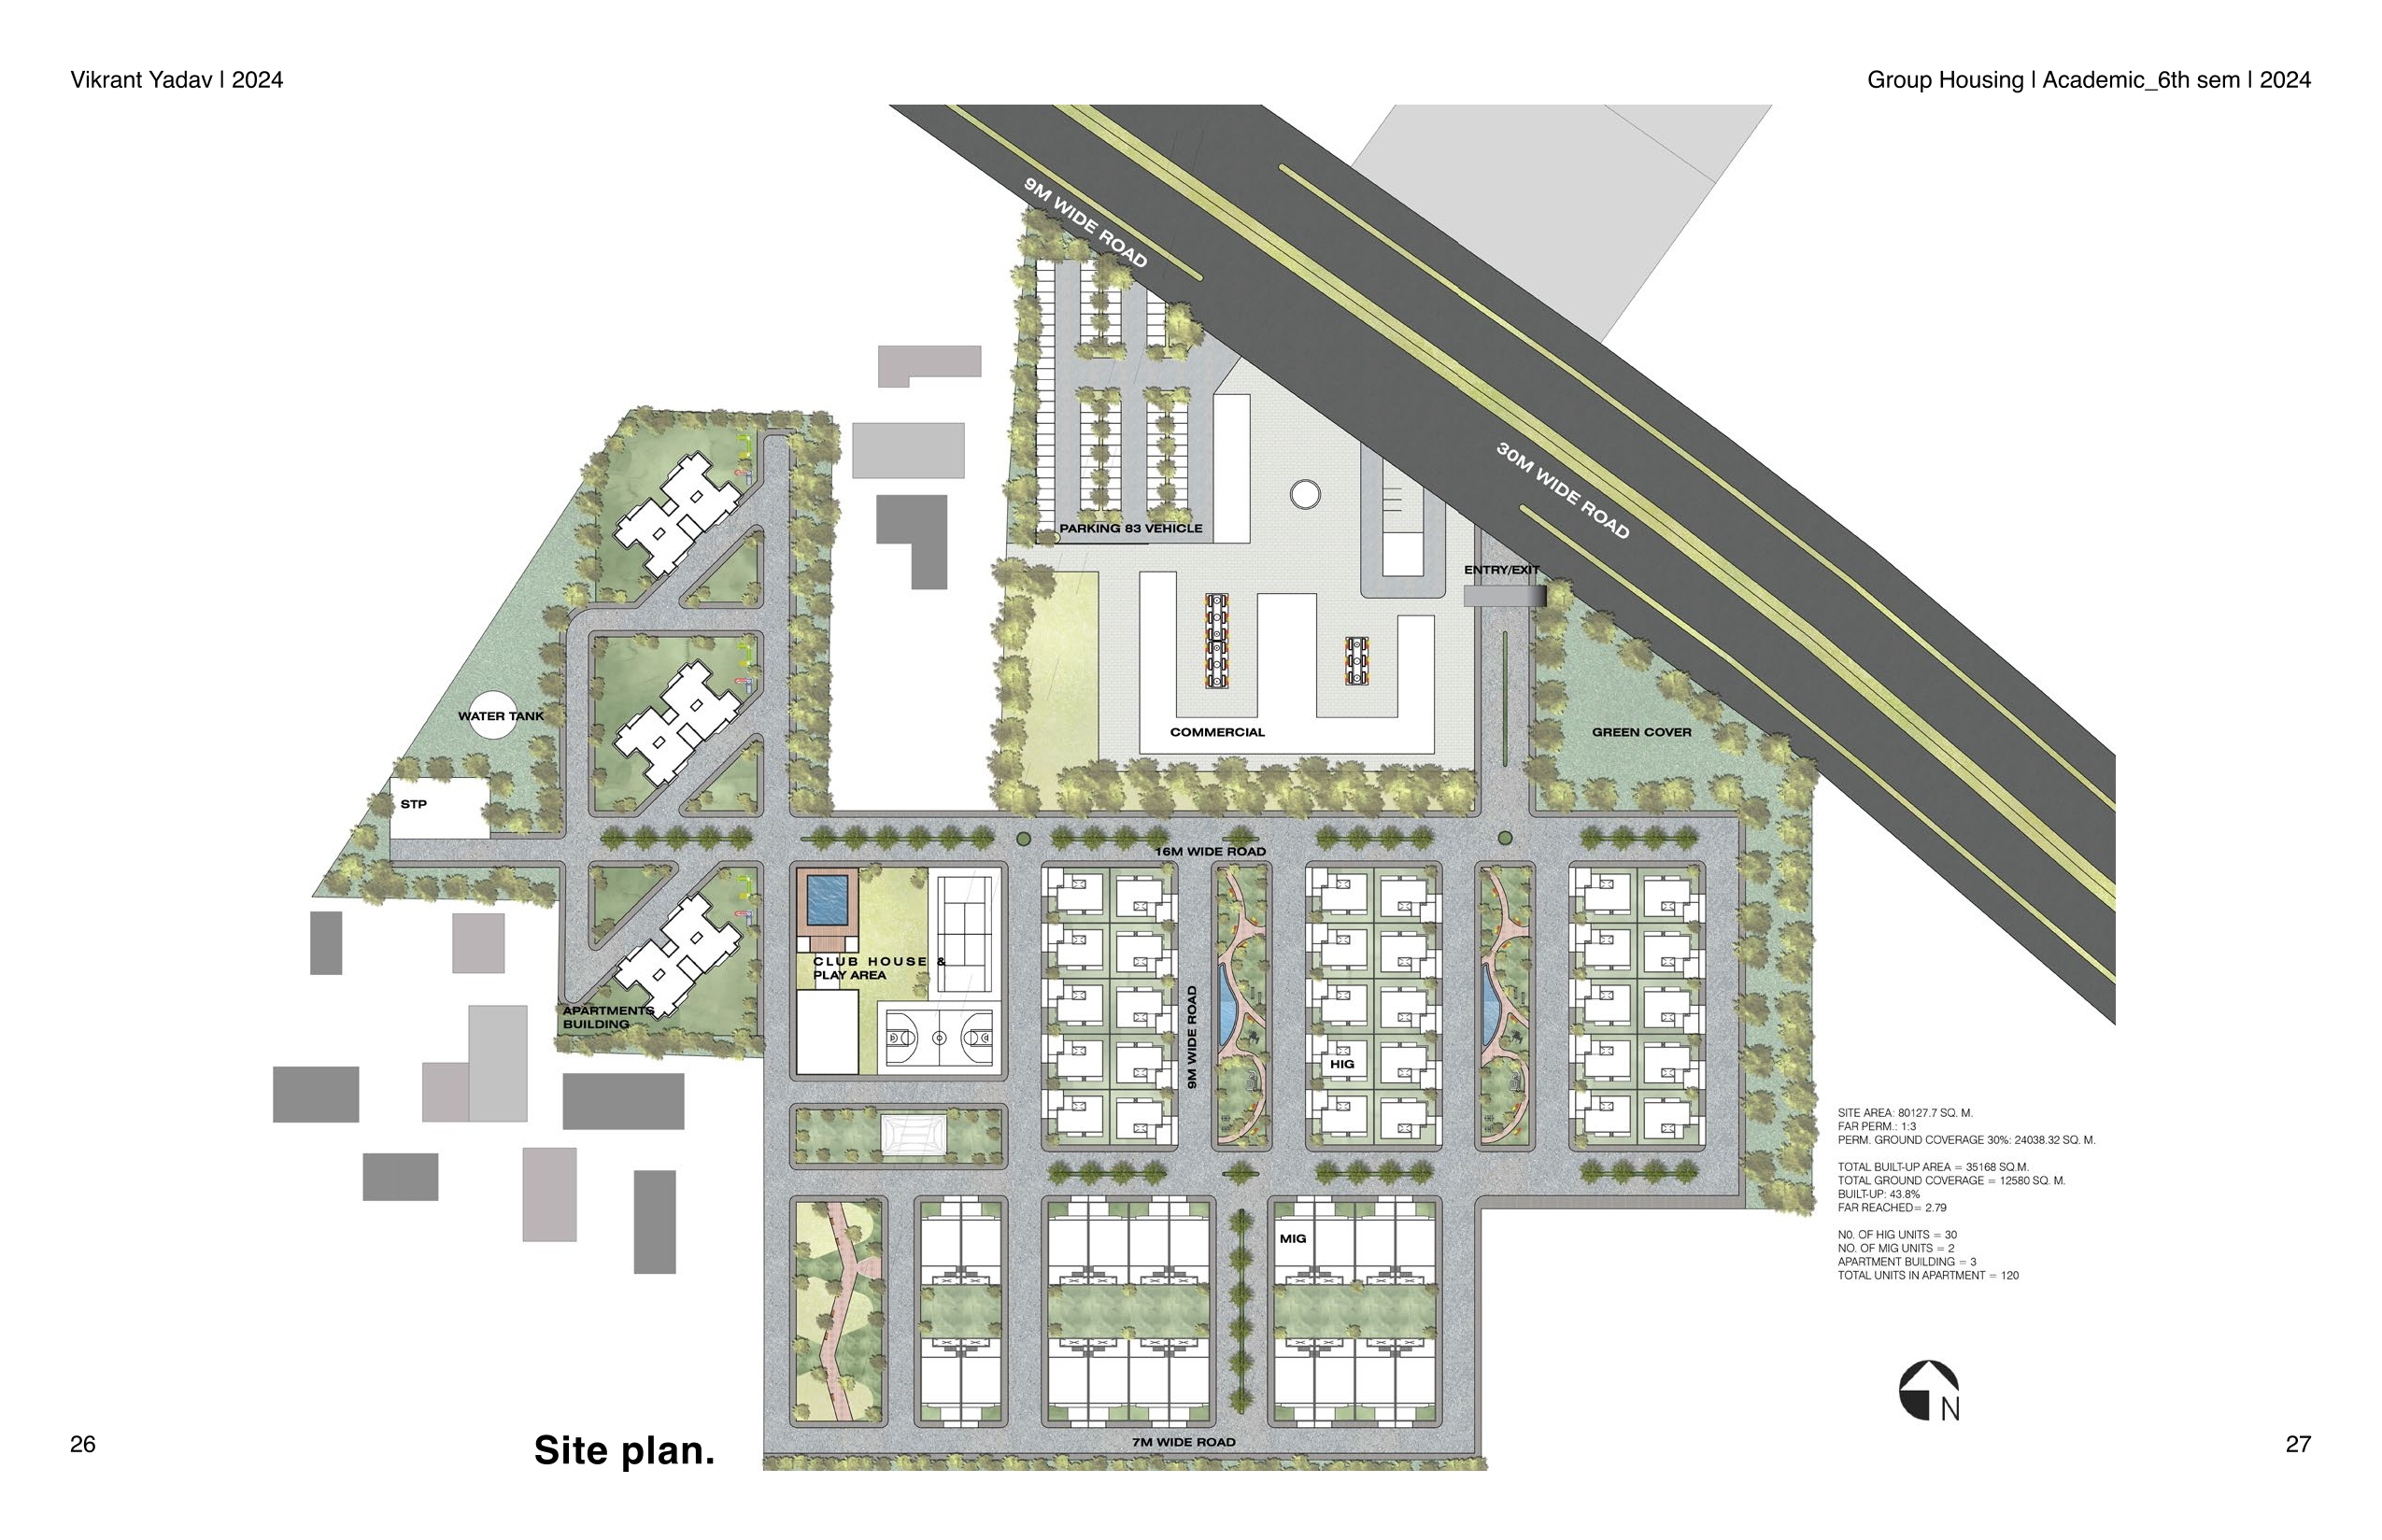 Vikrant Yadav | 2024
Group Housing | Academic_6th sem | 2024
9M WIDE ROAD
30M WIDE ROAD
PARKING 83 VEHICLE
ENTRY/EXIT
WATER TANK
COMMERCIAL
GREEN COVER
STP
16M WIDE ROAD
CLUB HOUSE &
PLAY AREA
APARTMENTS
BUILDING
9M WIDE ROAD
HIG
MIG
SITE AREA: 80127.7 SQ. M.
FAR PERM.: 1:3
PERM. GROUND COVERAGE 30%: 24038.32 SQ. M.
TOTAL BUILT-UP AREA = 35168 SQ.M.
TOTAL GROUND COVERAGE = 12580 SQ. M.
BUILT-UP: 43.8%
FAR REACHED= 2.79
N0. OF HIG UNITS = 30
NO. OF MIG UNITS = 2
APARTMENT BUILDING = 3
TOTAL UNITS IN APARTMENT = 120
N
7M WIDE ROAD
26
Site plan.
27